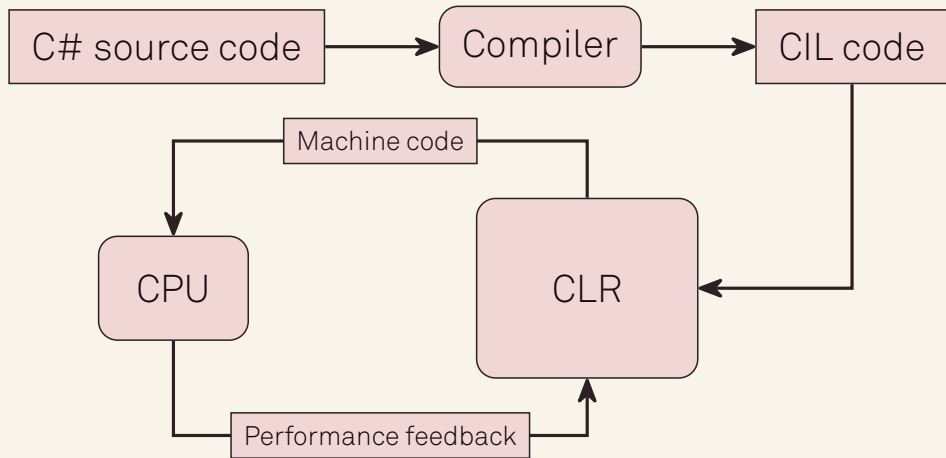 C# source code
Compiler
CIL code
Machine code
CPU
CLR
Performance feedback